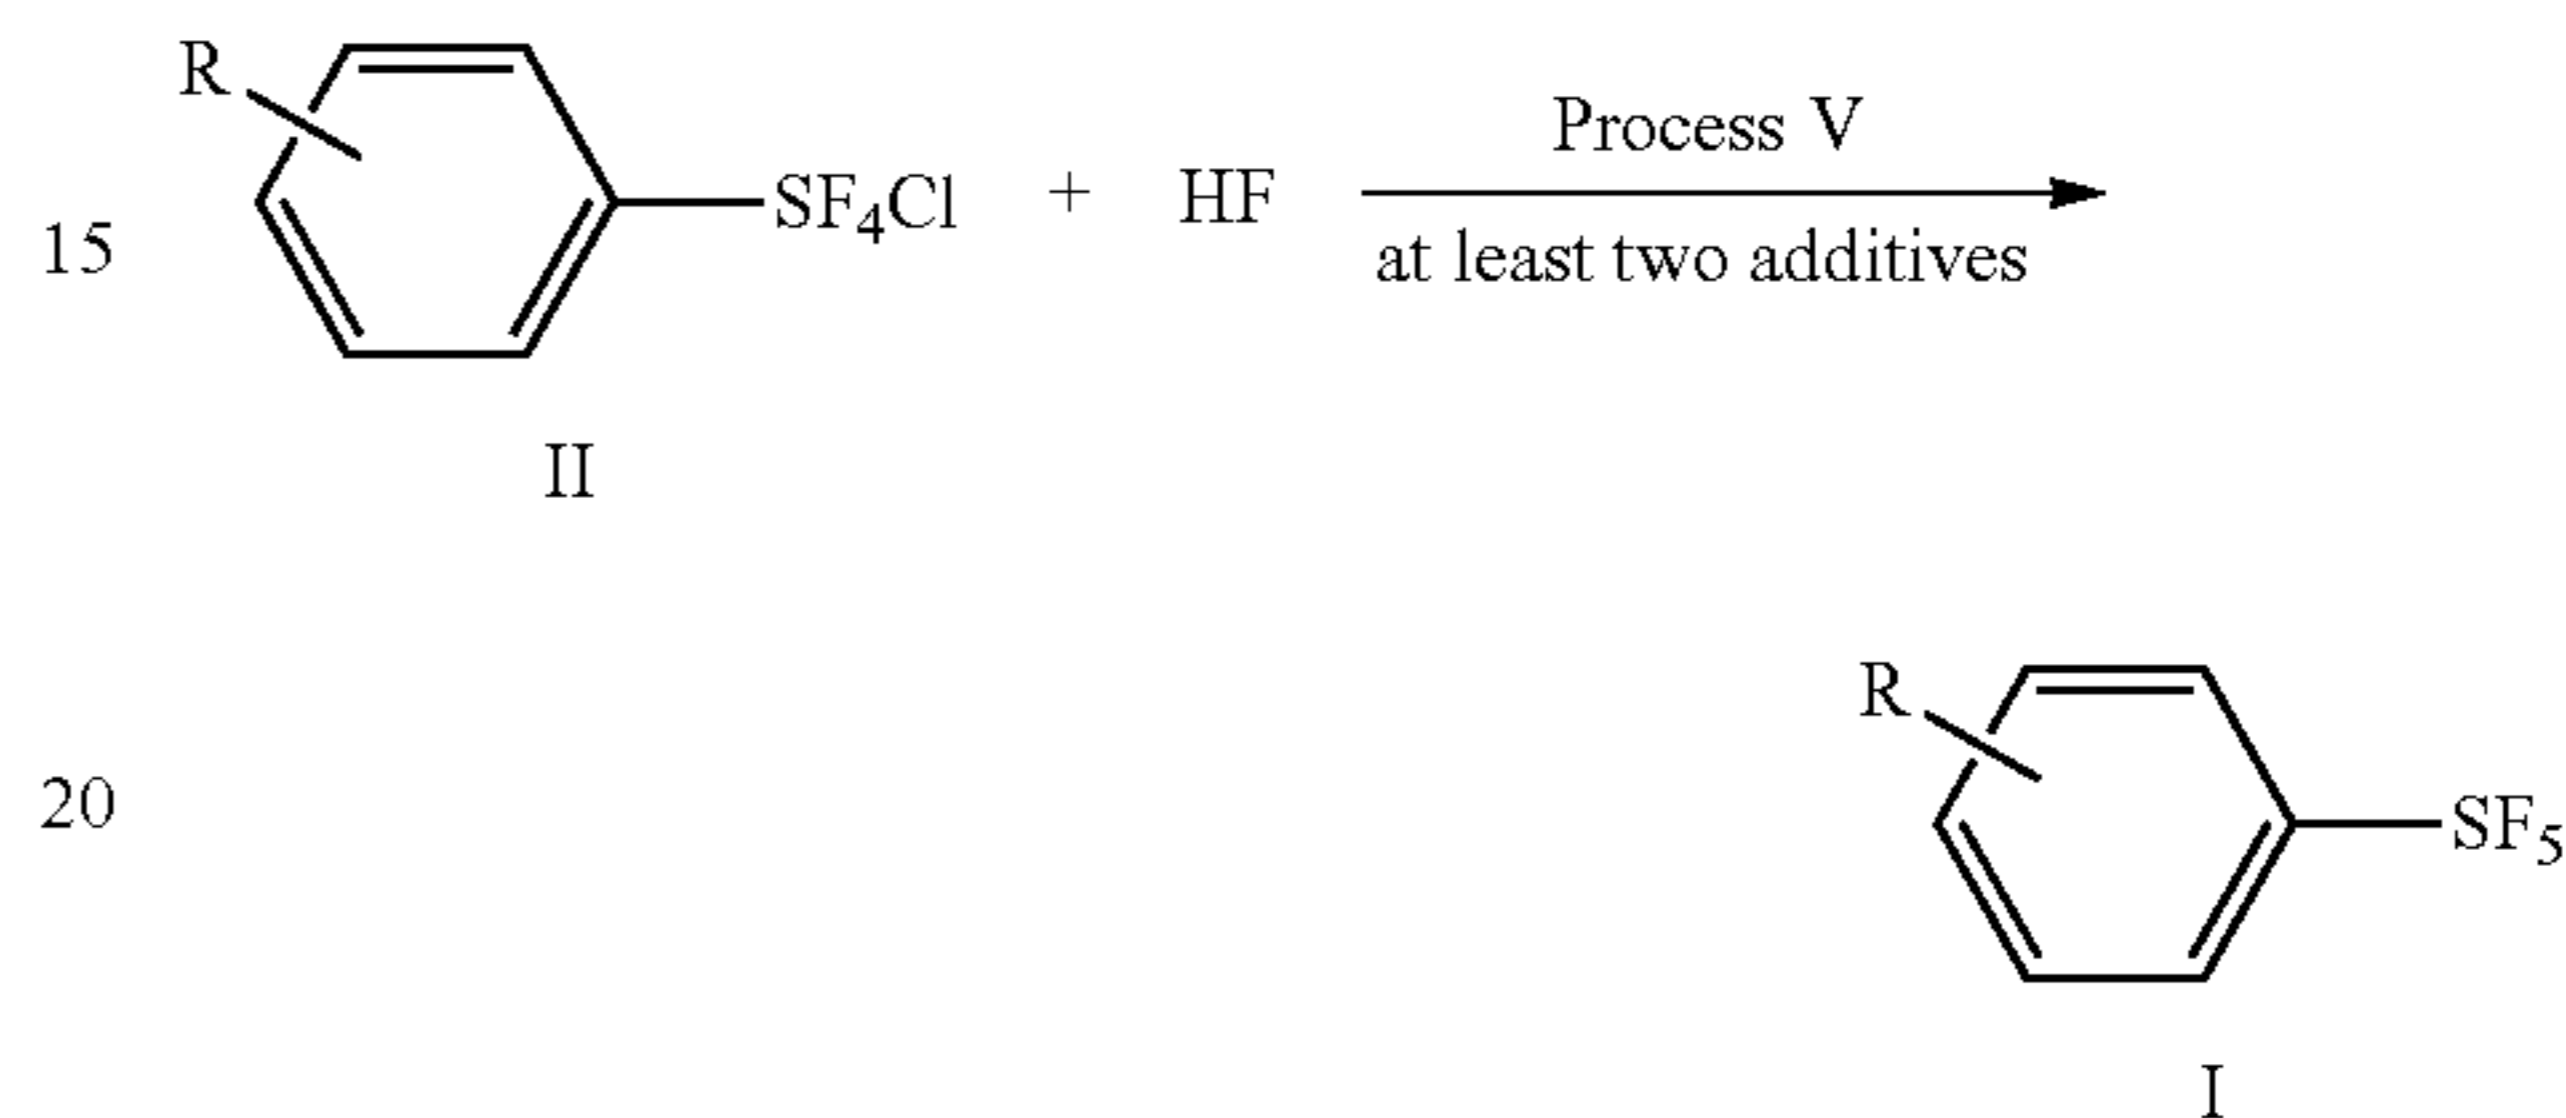 R
Process V
15 SF4Cl + HF
at least two additives
II
R
20 SF5
I